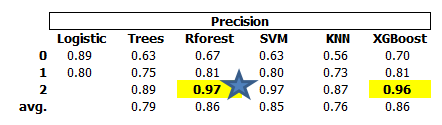 Precision
Logistic Trees Rforest SVM KNN XGBoost
0 0.89 0.63 0.67 0.63 0.56 0.70
1 0.80 0.75 0.81 0.80 0.73 0.81
2 0.89 0.97 0.97 0.87 0.96
avg. 0.79 0.86 0.85 0.76 0.86